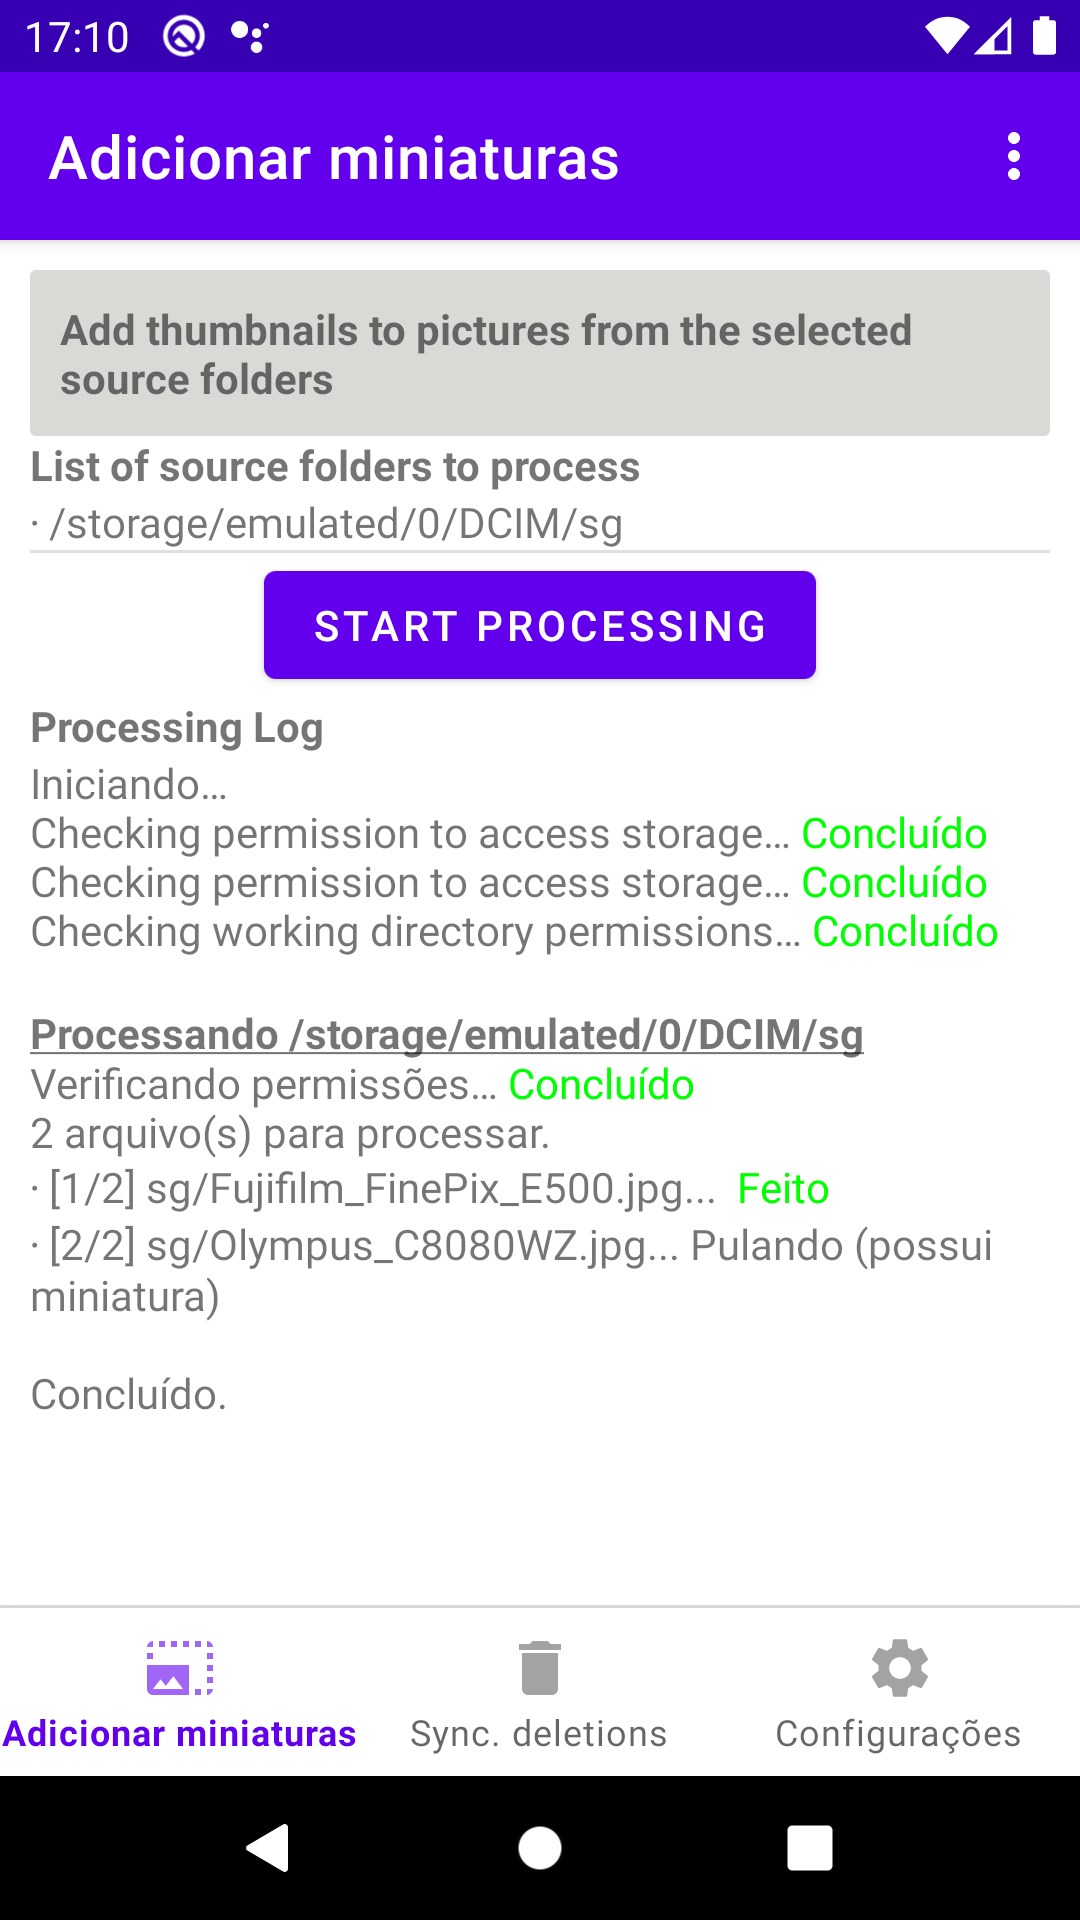 17:10
Adicionar miniaturas
Add thumbnails to pictures from the selected
source folders
List of source folders to process
· /storage/emulated/0/DCIM/sg
START PROCESSING
Processing Log
Iniciando…
Checking permission to access storage… Concluído
Checking permission to access storage… Concluído
Checking working directory permissions… Concluído
Processando /storage/emulated/0/DCIM/sg
Verificando permissões… Concluído
2 arquivo(s) para processar.
· [1/2] sg/Fujifilm_FinePix_E500.jpg... Feito
· [2/2] sg/Olympus_C8080WZ.jpg... Pulando (possui
miniatura)
Concluído.
Adicionar miniaturas
Sync. deletions
Configurações